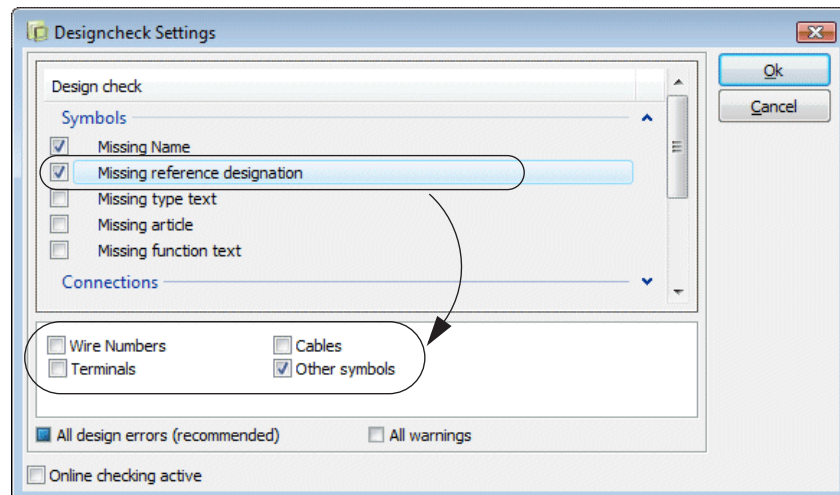 Designcheck Settings
Ok
Design check
Cancel
Symbols
Missing Name
Missing reference designation
Missing type text
Missing article
Missing function text
Connections
Wire Numbers Cables
Terminals Other symbols
All design errors (recommended) All warnings
Online checking active